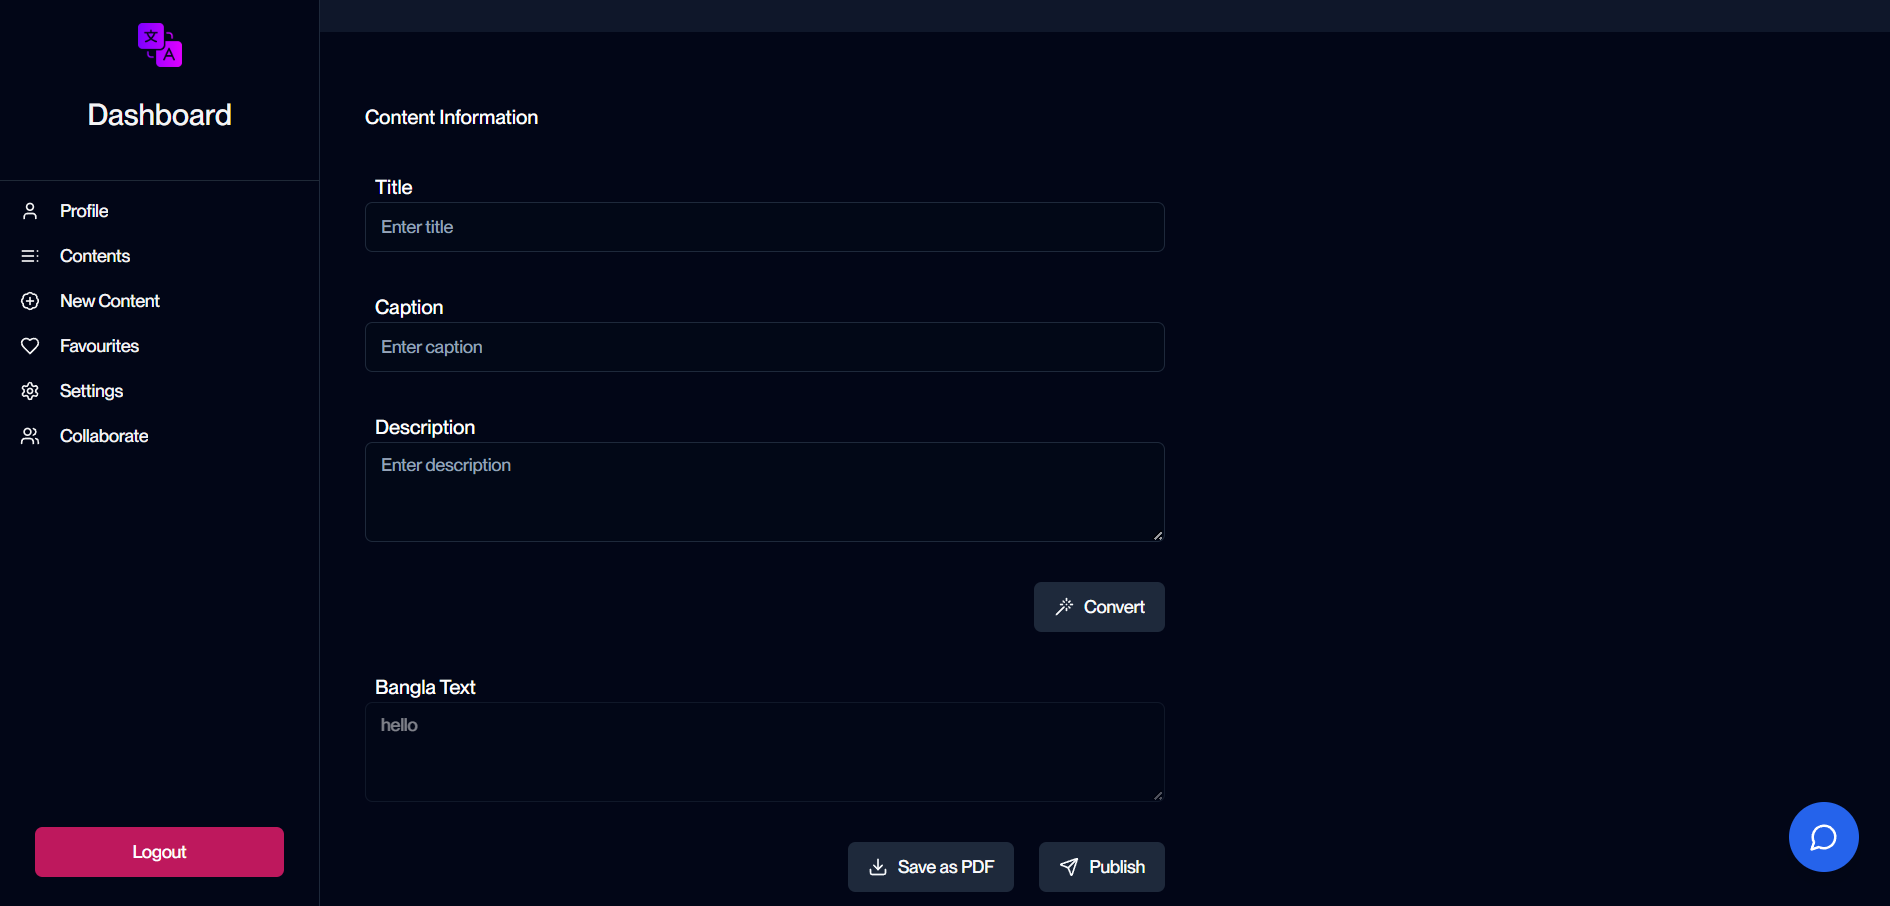 文
A
Dashboard
Profile
Contents
New Content
Favourites
Settings
Collaborate
Logout
Content Information
Title
Enter title
Caption
Enter caption
Description
Enter description
Convert
Bangla Text
hello
Save as PDF
Publish